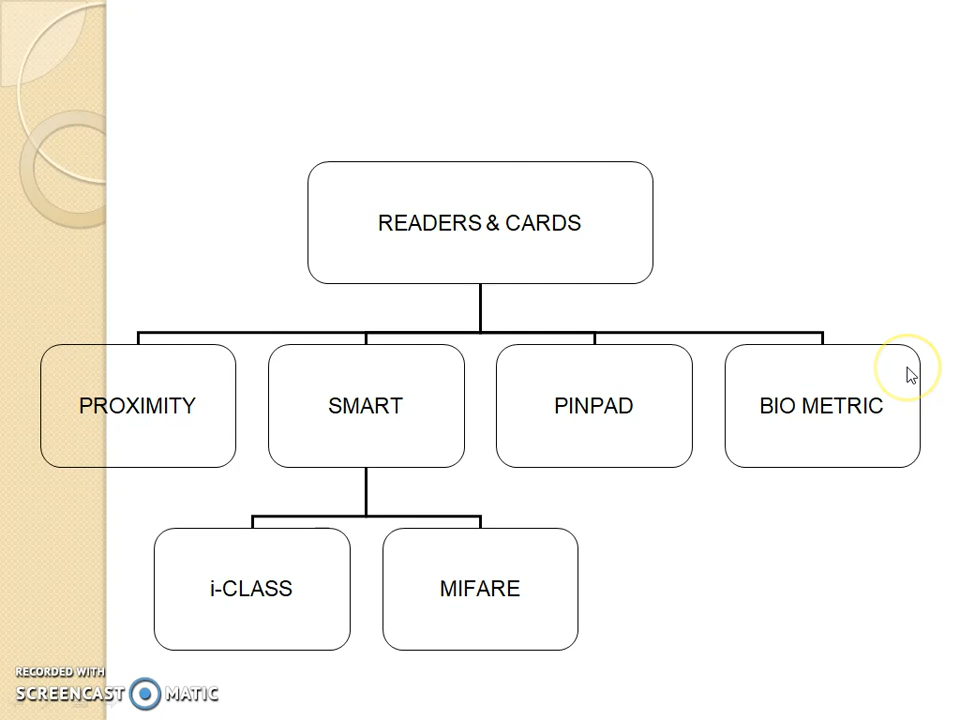 READERS & CARDS
PROXIMITY
SMART
PINPAD
BIO METRIC
i-CLASS
MIFARE
RECORDED WITH
SCREENCAST MATIC